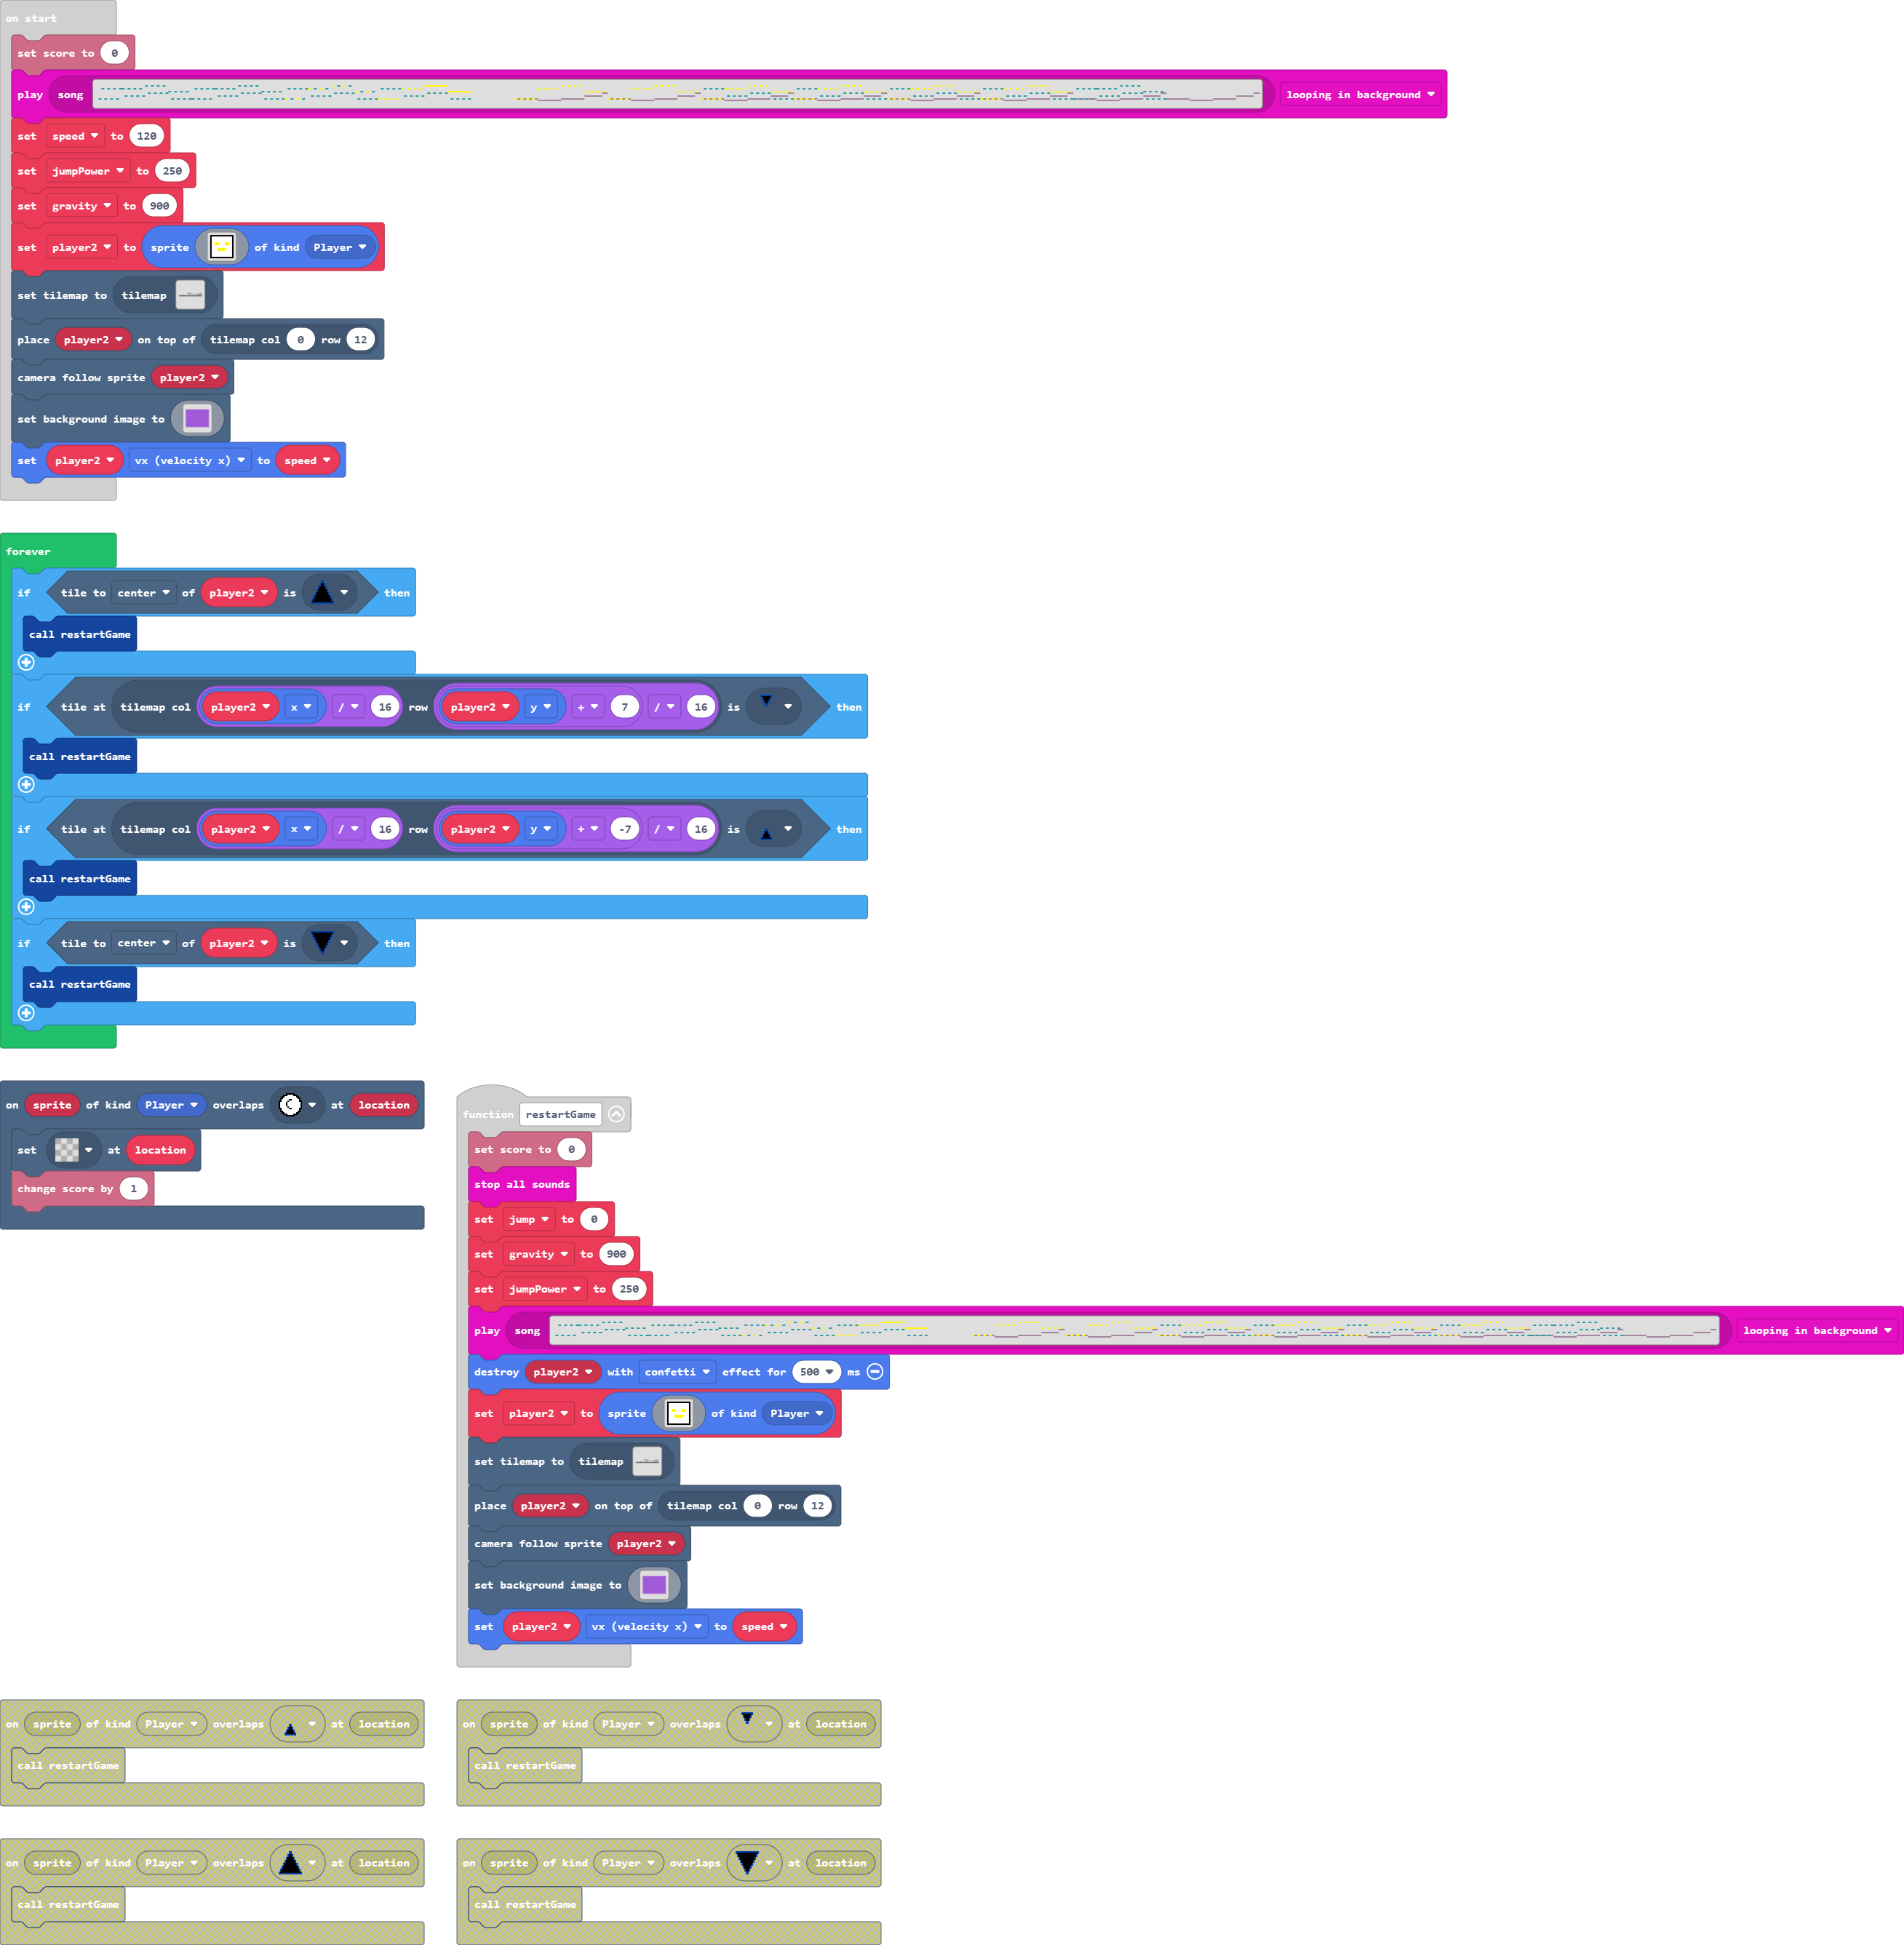 on start
set score to 0
play song looping in background
set speed to 120
set jumpPower to 250
set gravity to 900
set player2 to sprite of kind Player
set tilemap to tilemap
place player2 on top of tilemap col 0 row 12
camera follow sprite player2
set background image to
set player2 vx (velocity x) to speed
forever
if tile to center of player2 is then
call restartGame
if tile at tilemap col player2 x / 16 row player2 y + 7 / 16 is then
call restartGame
if tile at tilemap col player2 x / 16 row player2 y + -7 / 16 is then
call restartGame
if tile to center of player2 is then
call restartGame
on sprite of kind Player overlaps C at location
set at location
change score by 1
function restartGame
set score to 0
stop all sounds
set jump to 0
set gravity to 900
set jumpPower to 250
play song looping in background
destroy player2 with confetti effect for 500 ms
set player2 to sprite of kind Player
set tilemap to tilemap
place player2 on top of tilemap col 0 row 12
camera follow sprite player2
set background image to
set player2 vx (velocity x) to speed
on sprite of kind Player overlaps at location
call restartGame
on sprite of kind Player overlaps at location
call restartGame
on sprite of kind Player overlaps at location
call restartGame
on sprite of kind Player overlaps at location
call restartGame